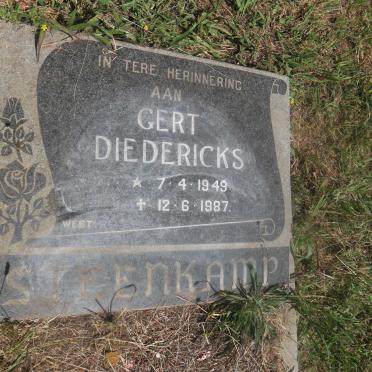 IN TERE HERINNERING
AAN
GERT
DIEDERICKS
★ 7·4·1949
✝ 12·6·1987.
WEST.
STEENKAMP